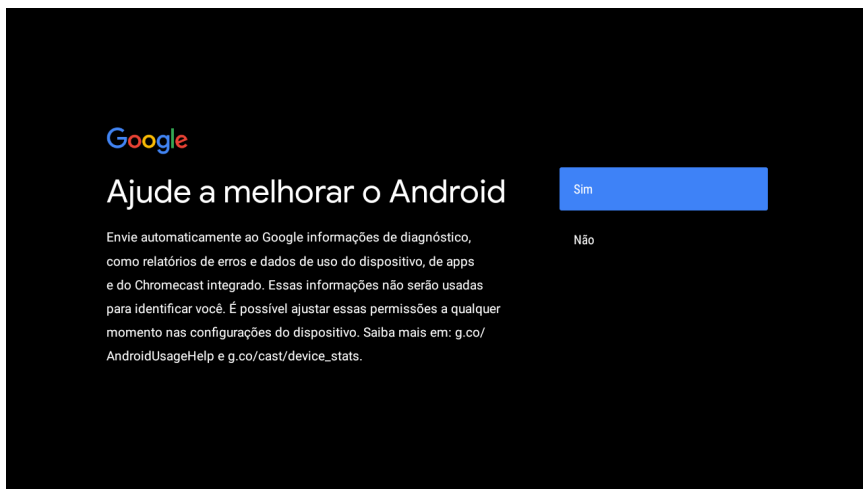 Google
Ajude a melhorar o Android
Envie automaticamente ao Google informações de diagnóstico,
como relatórios de erros e dados de uso do dispositivo, de apps
e do Chromecast integrado. Essas informações não serão usadas
para identificar você. É possível ajustar essas permissões a qualquer
momento nas configurações do dispositivo. Saiba mais em: g.co/
AndroidUsageHelp e g.co/cast/device_stats.
Sim
Não